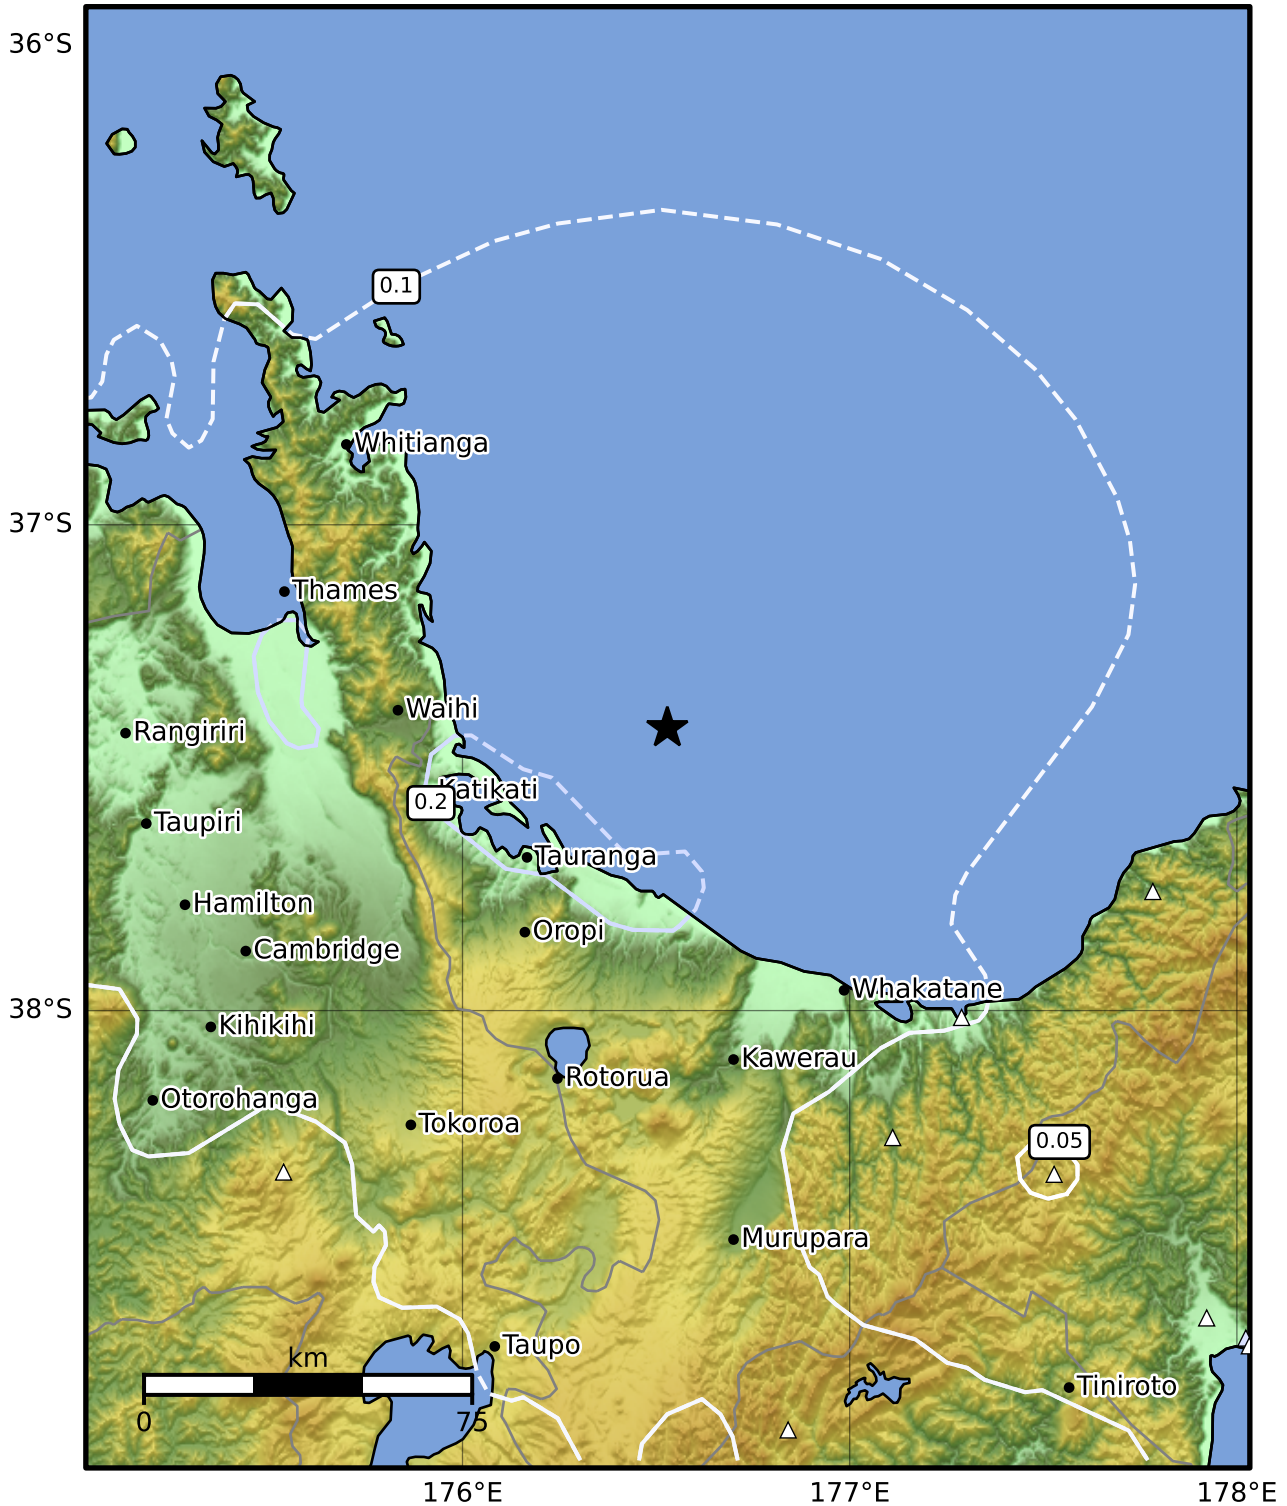 36°S
0.1
Whitianga
37°S
Thames
Waihi
Rangiriri
Katikati
0.2
Taupiri
Tauranga
Hamilton
Oropi
Cambridge
Whakatane
38°S
Kihikihi
Kawerau
Rotorua
Otorohanga
Tokoroa
0.05
Murupara
Taupo
km
Tiniroto
0 75
176°E 177°E 178°E